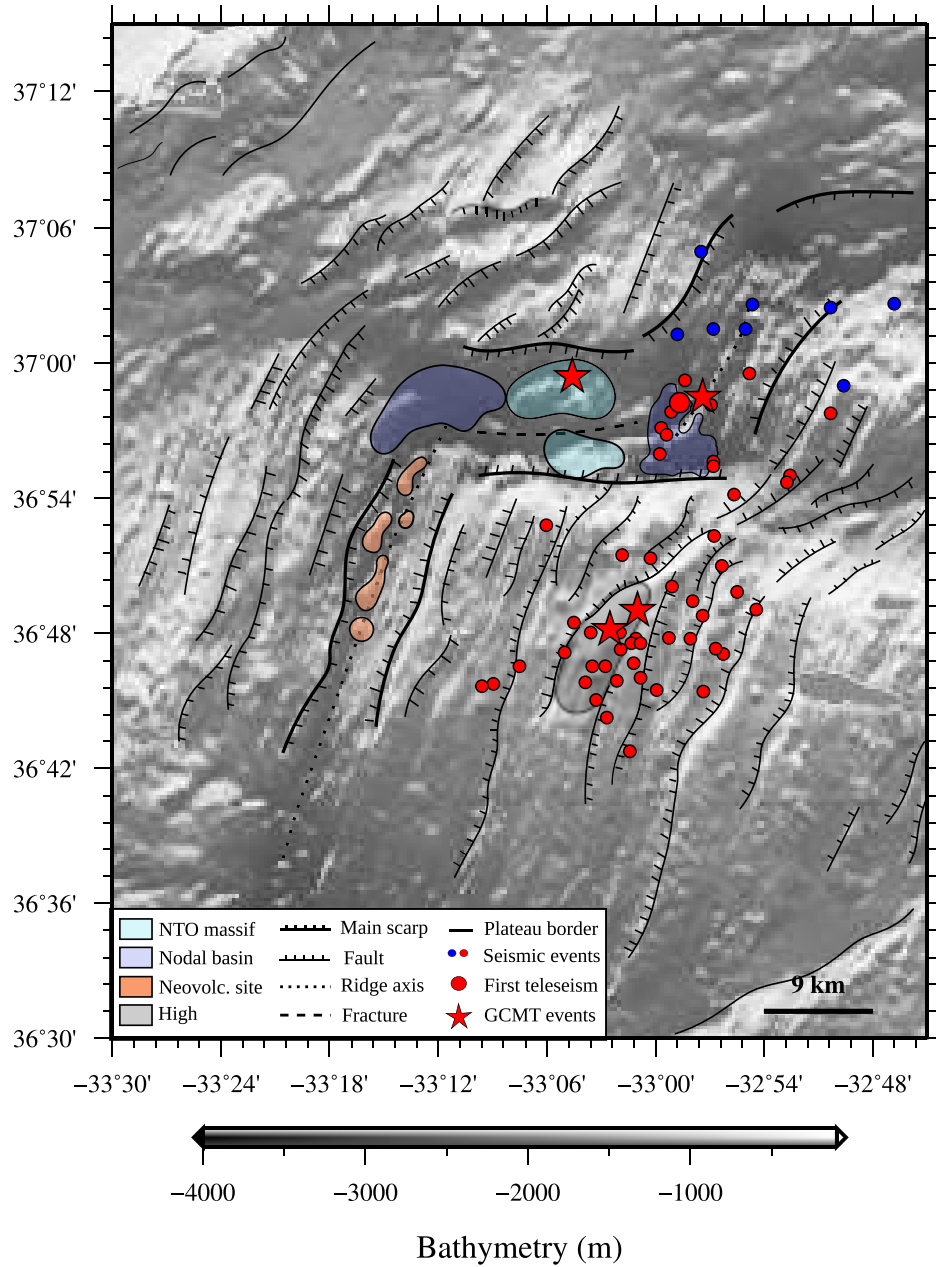 37°12'
37°06'
37°00'
36°54'
36°48'
36°42'
36°36'
36°30'
NTO massif
Nodal basin
Neovolc. site
High
Main scarp
Fault
Ridge axis
Fracture
Plateau border
Seismic events
First teleseism
GCMT events
9 km
−33°30' −33°24' −33°18' −33°12' −33°06' −33°00' −32°54' −32°48'
−4000 −3000 −2000 −1000
Bathymetry (m)